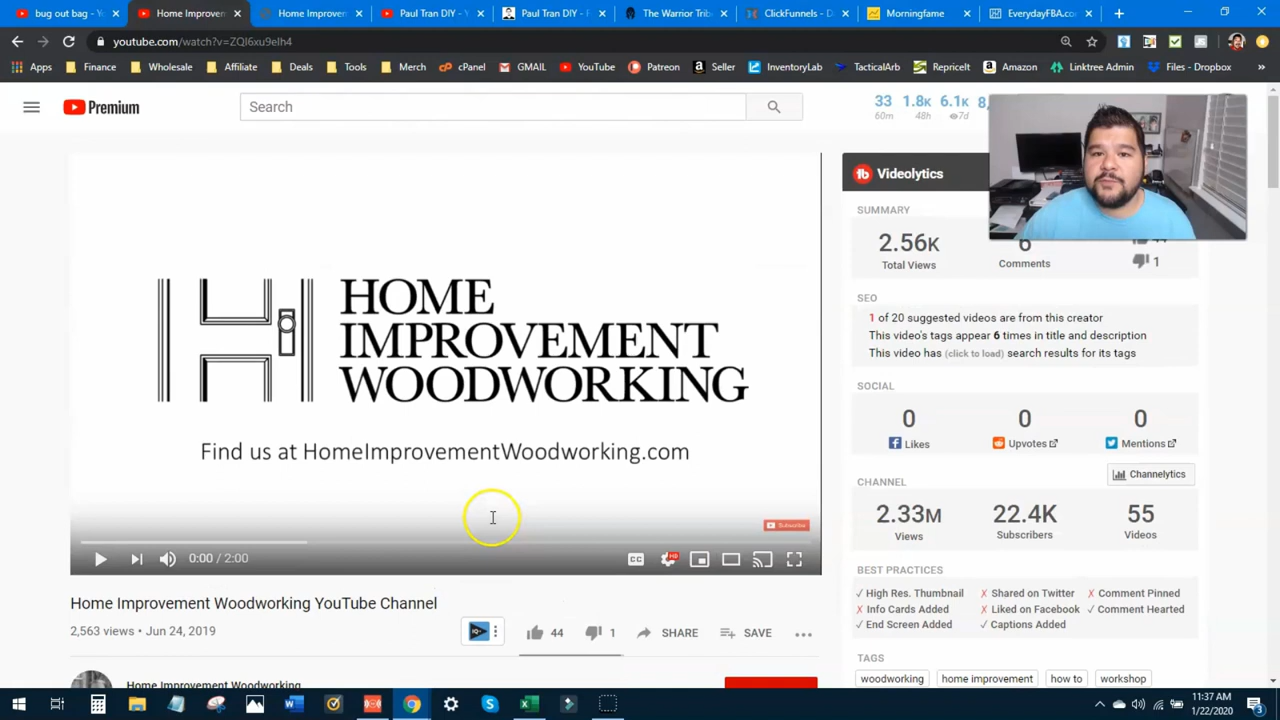 bug out bag - Yo
Home Improvem
Home Improvem
Paul Tran DIY - Y
Paul Tran DIY - F
The Warrior Trib
ClickFunnels - D
Morningfame
EverydayFBA.co
youtube.com/watch?v=ZQI6xu9elh4
Apps Finance Wholesale Affiliate Deals Tools Merch cPanel GMAIL YouTube Patreon Seller InventoryLab TacticalArb RepriceIt Amazon Linktree Admin Files - Dropbox »
Premium
Search
33 1.8K 6.1K 8,
60m 48h 7d
Videolytics
SUMMARY
2.56K 6
Total Views Comments 1
SEO
1 of 20 suggested videos are from this creator
This video's tags appear 6 times in title and description
This video has (click to load) search results for its tags
SOCIAL
0 0 0
Likes Upvotes Mentions
CHANNEL Channelytics
2.33M 22.4K 55
Views Subscribers Videos
BEST PRACTICES
✓ High Res. Thumbnail ✗ Shared on Twitter ✗ Comment Pinned
✗ Info Cards Added ✗ Liked on Facebook ✓ Comment Hearted
✓ End Screen Added ✓ Captions Added
TAGS
woodworking home improvement how to workshop
HOME
IMPROVEMENT
WOODWORKING
Find us at HomeImprovementWoodworking.com
Subscribe
0:00 / 2:00 CC HD
Home Improvement Woodworking YouTube Channel
2,563 views • Jun 24, 2019
44 1 SHARE SAVE
Home Improvement Woodworking
11:37 AM
1/22/2020
3